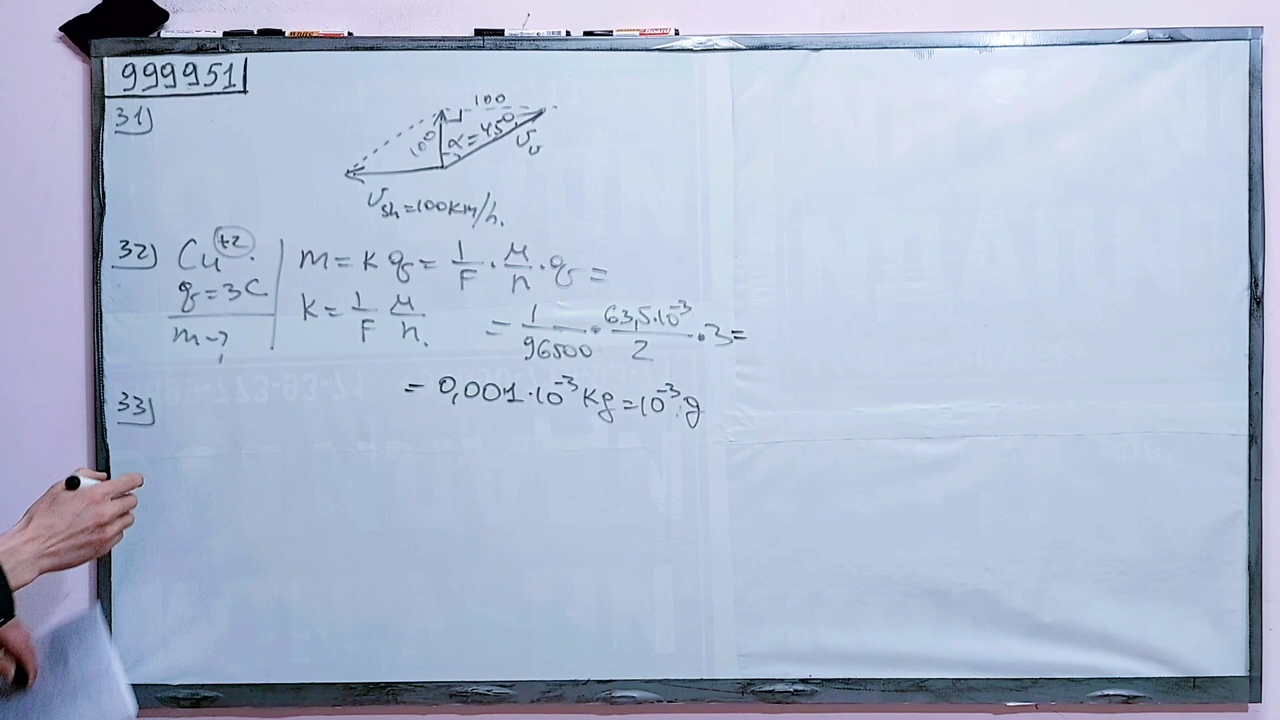 999951
31)
100
100
α=45°
υᵤ
υsh=100km/h.
32) Cu⁺² | m=k q = 1/F · μ/n · q =
q=3C | k = 1/F μ/n.
m-?
= 1/96500 · 63,5·10⁻³/2 · 3 =
= 0,001·10⁻³ kg = 10⁻³ g
33)